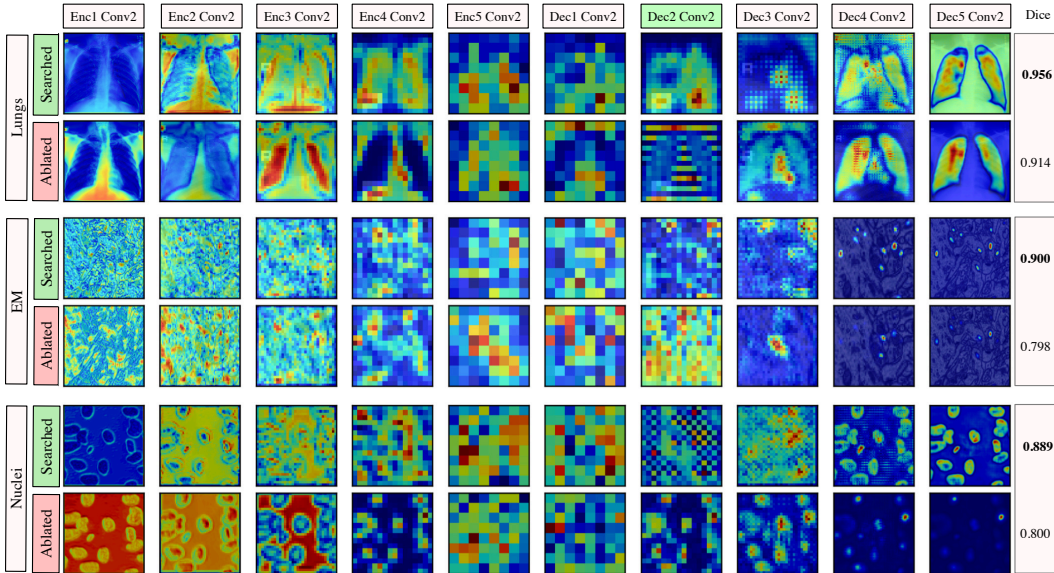 Enc1 Conv2 Enc2 Conv2 Enc3 Conv2 Enc4 Conv2 Enc5 Conv2 Dec1 Conv2 Dec2 Conv2 Dec3 Conv2 Dec4 Conv2 Dec5 Conv2 Dice
Lungs
Searched
0.956
Ablated
0.914
EM
Searched
0.900
Ablated
0.798
Nuclei
Searched
0.889
Ablated
0.800